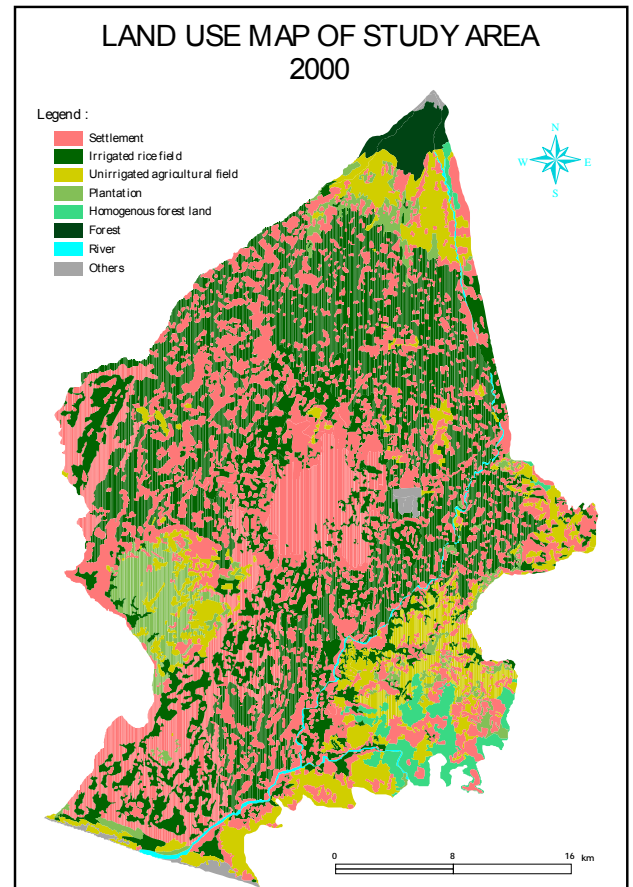 LAND USE MAP OF STUDY AREA
2000
Legend :
Settlement
Irrigated rice field
Unirrigated agricultural field
Plantation
Homogenous forest land
Forest
River
Others
N
W E
S
0 8 16 km